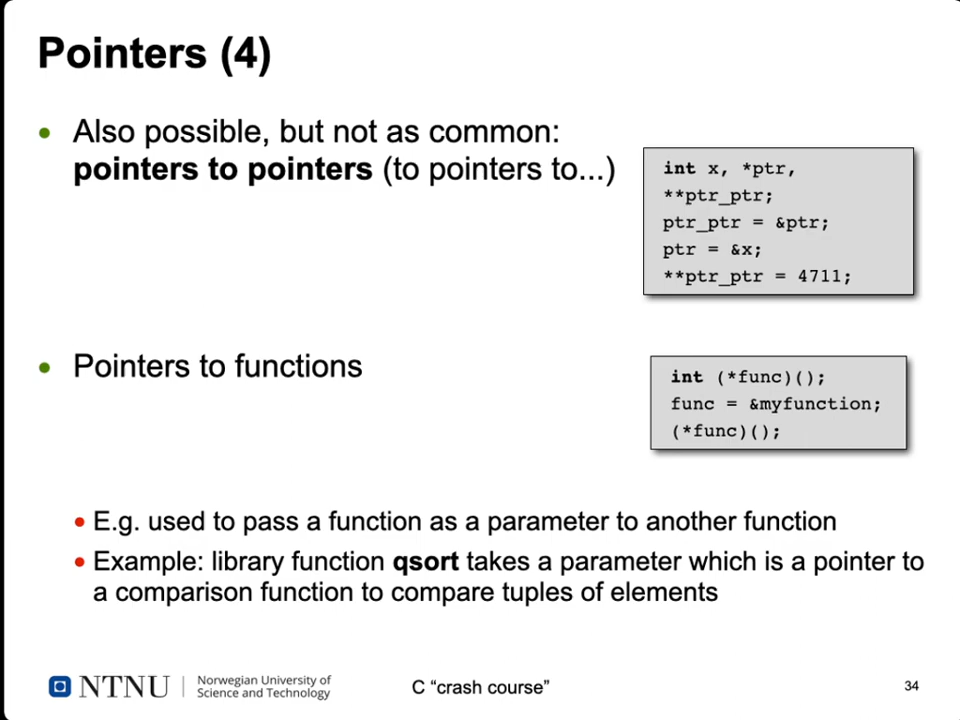 Pointers (4)
• Also possible, but not as common:
pointers to pointers (to pointers to...)
int x, *ptr,
**ptr_ptr;
ptr_ptr = &ptr;
ptr = &x;
**ptr_ptr = 4711;
• Pointers to functions
int (*func)();
func = &myfunction;
(*func)();
• E.g. used to pass a function as a parameter to another function
• Example: library function qsort takes a parameter which is a pointer to
a comparison function to compare tuples of elements
NTNU
Norwegian University of
Science and Technology
C “crash course”
34